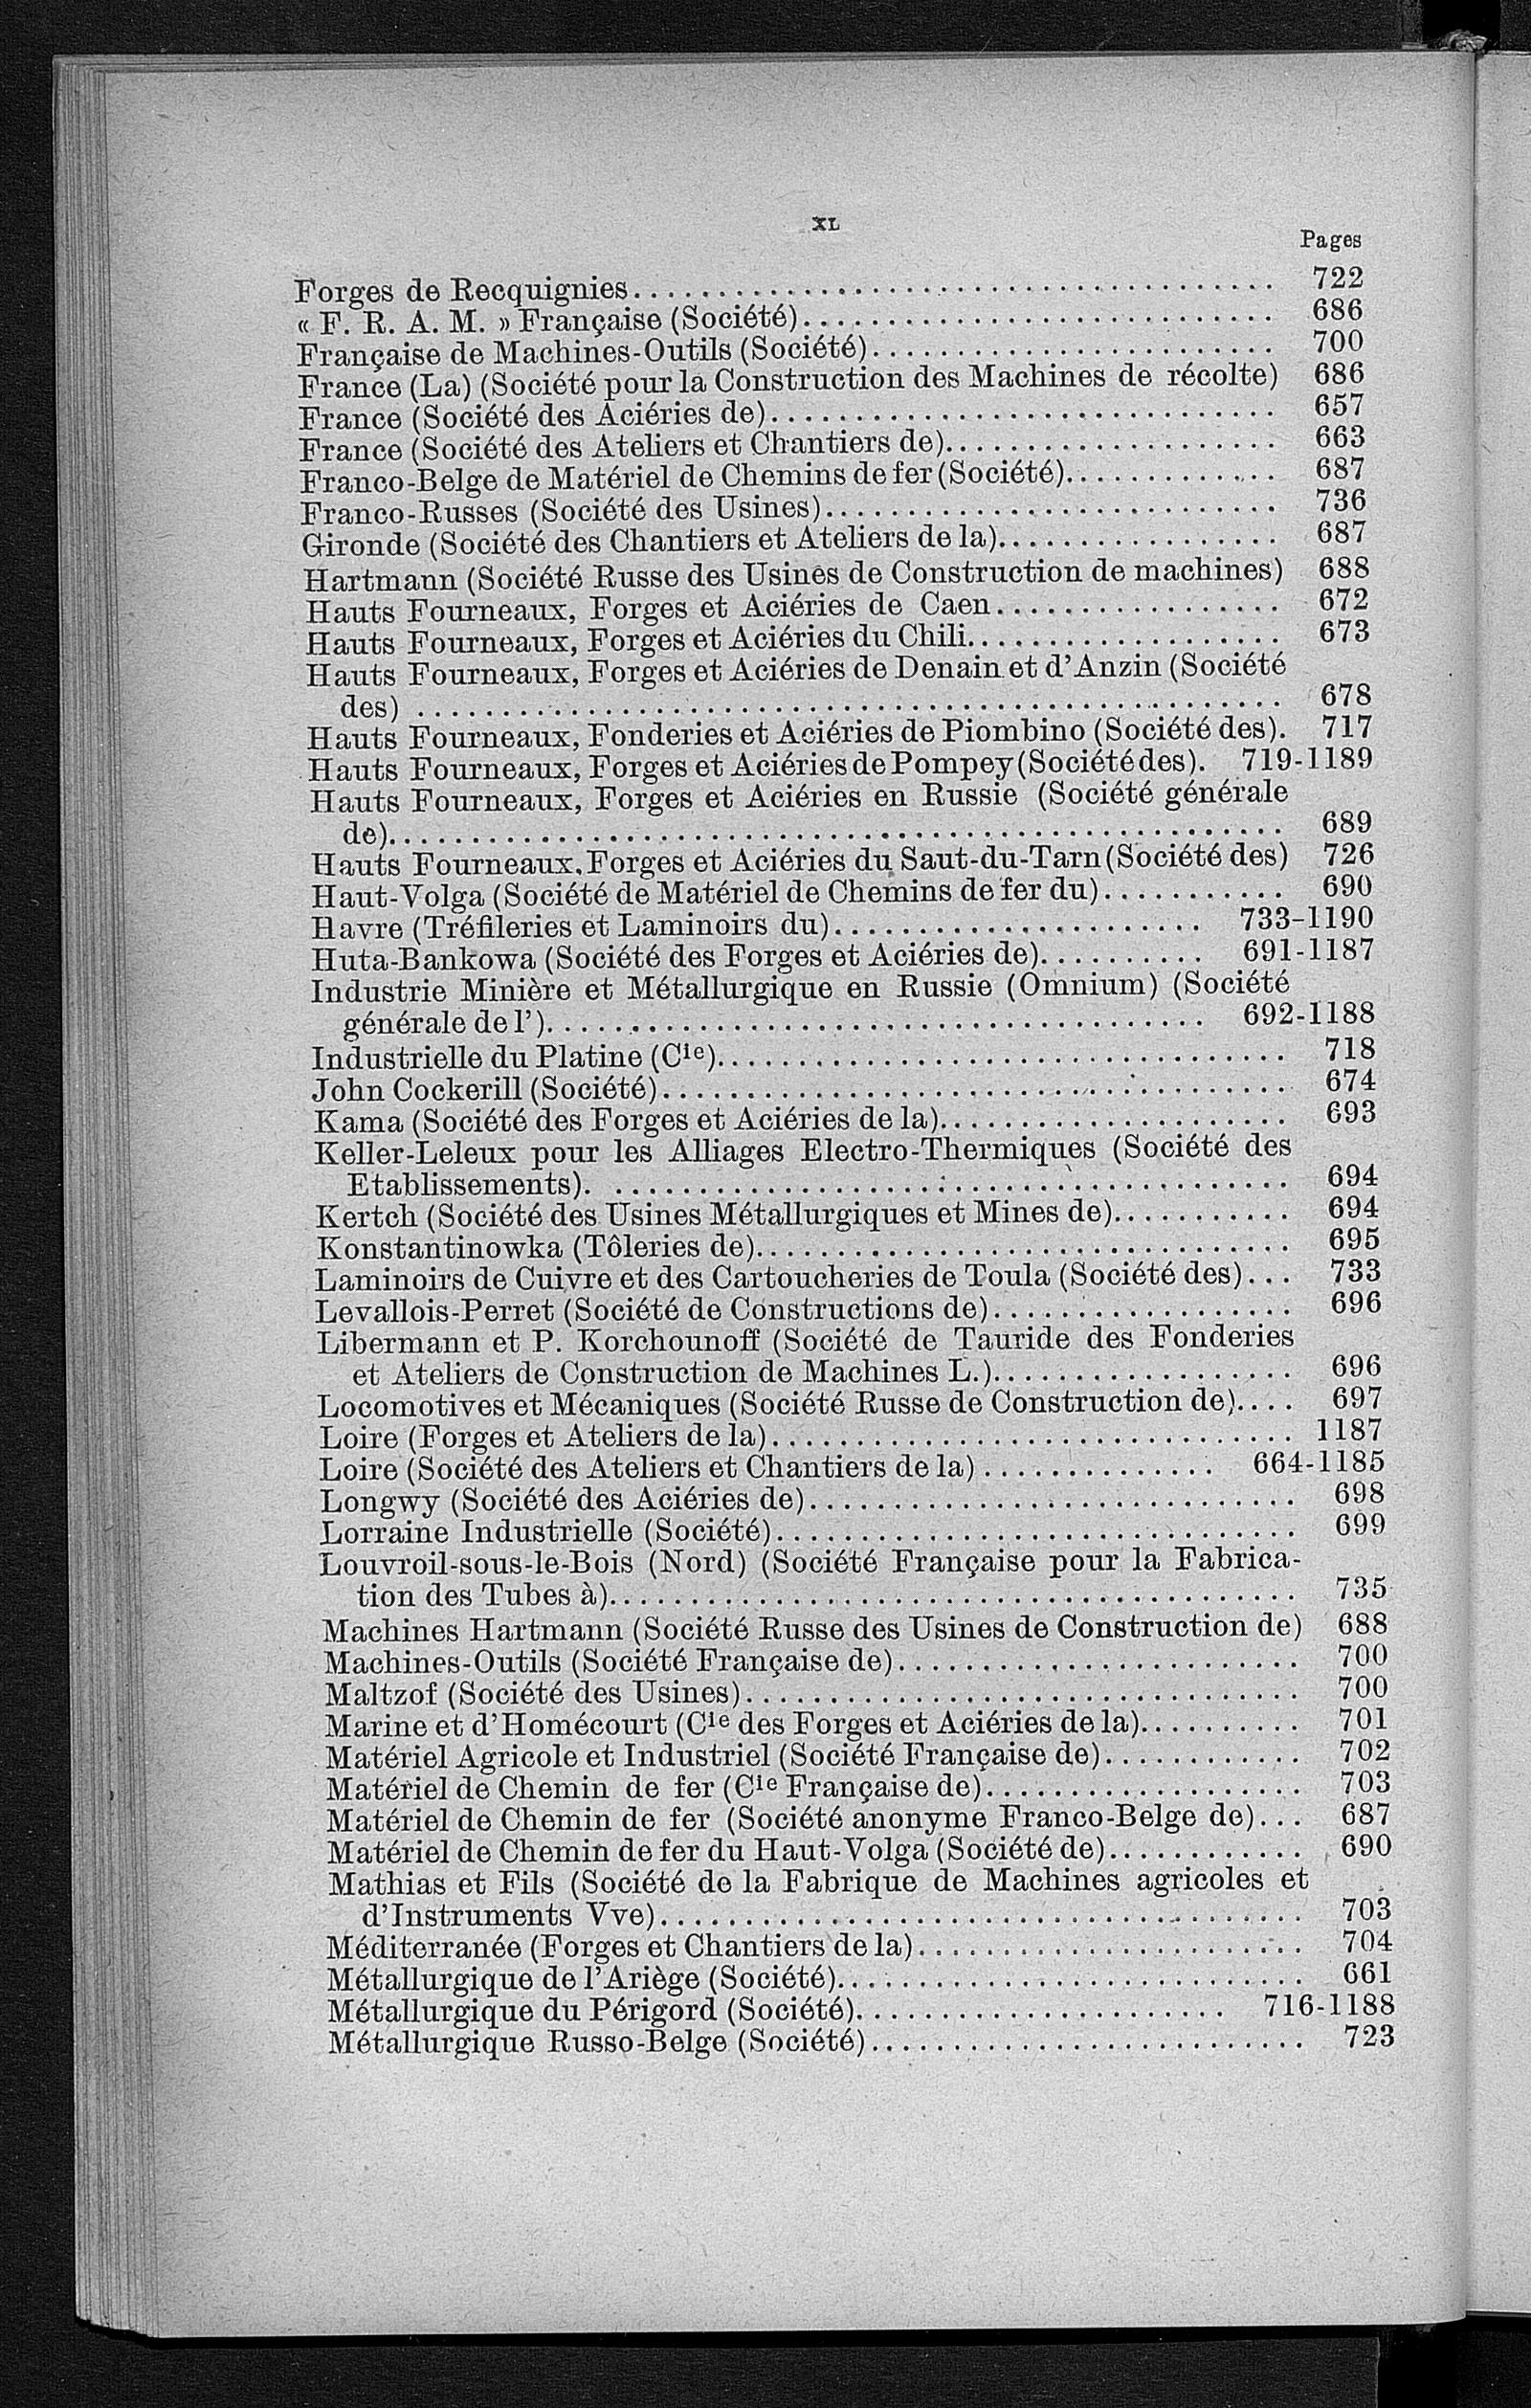 XL
Pages
Forges de Recquignies........................................ 722
« F. R. A. M. » Française (Société)............................ 686
Française de Machines-Outils (Société)........................ 700
France (La) (Société pour la Construction des Machines de récolte) 686
France (Société des Aciéries de).............................. 657
France (Société des Ateliers et Chantiers de).................... 663
Franco-Belge de Matériel de Chemins de fer (Société)............. 687
Franco-Russes (Société des Usines)........................... 736
Gironde (Société des Chantiers et Ateliers de la)................. 687
Hartmann (Société Russe des Usines de Construction de machines) 688
Hauts Fourneaux, Forges et Aciéries de Caen................. 672
Hauts Fourneaux, Forges et Aciéries du Chili................... 673
Hauts Fourneaux, Forges et Aciéries de Denain et d'Anzin (Société
des) .................................................... 678
Hauts Fourneaux, Fonderies et Aciéries de Piombino (Société des). 717
Hauts Fourneaux, Forges et Aciéries de Pompey (Société des). 719-1189
Hauts Fourneaux, Forges et Aciéries en Russie (Société générale
de)...................................................... 689
Hauts Fourneaux, Forges et Aciéries du Saut-du-Tarn (Société des) 726
Haut-Volga (Société de Matériel de Chemins de fer du)........... 690
Havre (Tréfileries et Laminoirs du)...................... 733-1190
Huta-Bankowa (Société des Forges et Aciéries de).......... 691-1187
Industrie Minière et Métallurgique en Russie (Omnium) (Société
générale de l')........................................ 692-1188
Industrielle du Platine (Cie).................................. 718
John Cockerill (Société)...................................... 674
Kama (Société des Forges et Aciéries de la)..................... 693
Keller-Leleux pour les Alliages Electro-Thermiques (Société des
Etablissements). ........................................ 694
Kertch (Société des Usines Métallurgiques et Mines de)........... 694
Konstantinowka (Tôleries de)................................ 695
Laminoirs de Cuivre et des Cartoucheries de Toula (Société des)... 733
Levallois-Perret (Société de Constructions de).................. 696
Libermann et P. Korchounoff (Société de Tauride des Fonderies
et Ateliers de Construction de Machines L.).................. 696
Locomotives et Mécaniques (Société Russe de Construction de).... 697
Loire (Forges et Ateliers de la)............................... 1187
Loire (Société des Ateliers et Chantiers de la).............. 664-1185
Longwy (Société des Aciéries de)............................. 698
Lorraine Industrielle (Société)............................... 699
Louvroil-sous-le-Bois (Nord) (Société Française pour la Fabrica-
tion des Tubes à)......................................... 735
Machines Hartmann (Société Russe des Usines de Construction de) 688
Machines-Outils (Société Française de)........................ 700
Maltzof (Société des Usines)................................. 700
Marine et d'Homécourt (Cie des Forges et Aciéries de la).......... 701
Matériel Agricole et Industriel (Société Française de)............ 702
Matériel de Chemin de fer (Cie Française de)................... 703
Matériel de Chemin de fer (Société anonyme Franco-Belge de)... 687
Matériel de Chemin de fer du Haut-Volga (Société de)............ 690
Mathias et Fils (Société de la Fabrique de Machines agricoles et
d'Instruments Vve)....................................... 703
Méditerranée (Forges et Chantiers de la)....................... 704
Métallurgique de l'Ariège (Société)............................ 661
Métallurgique du Périgord (Société)...................... 716-1188
Métallurgique Russo-Belge (Société).......................... 723